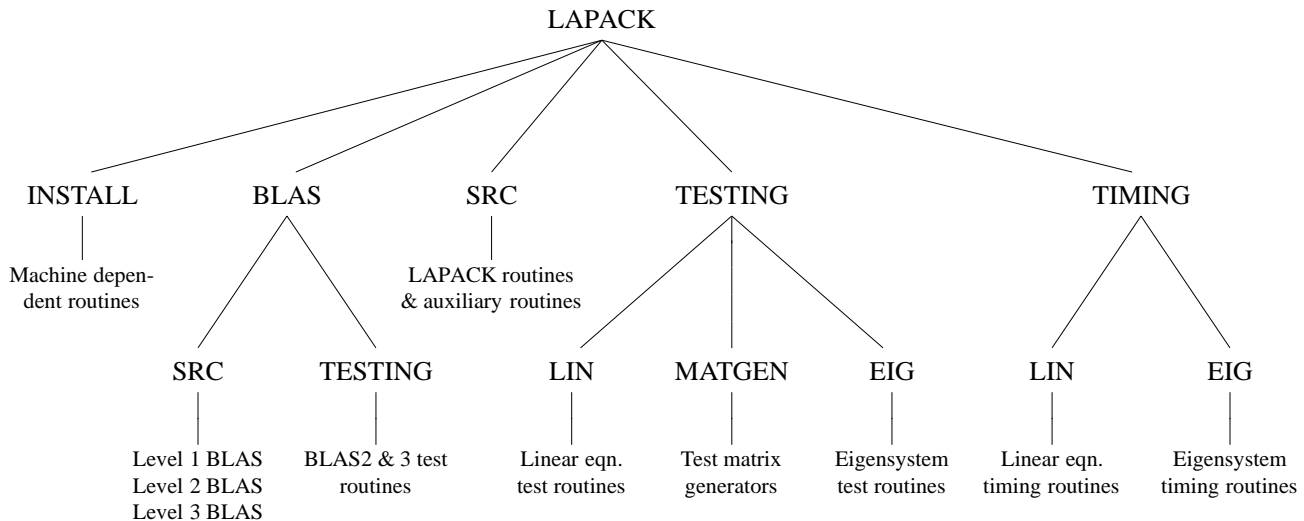 LAPACK
INSTALL BLAS SRC TESTING TIMING
Machine depen-
dent routines
LAPACK routines
& auxiliary routines
SRC TESTING LIN MATGEN EIG LIN EIG
Level 1 BLAS
Level 2 BLAS
Level 3 BLAS
BLAS2 & 3 test
routines
Linear eqn.
test routines
Test matrix
generators
Eigensystem
test routines
Linear eqn.
timing routines
Eigensystem
timing routines